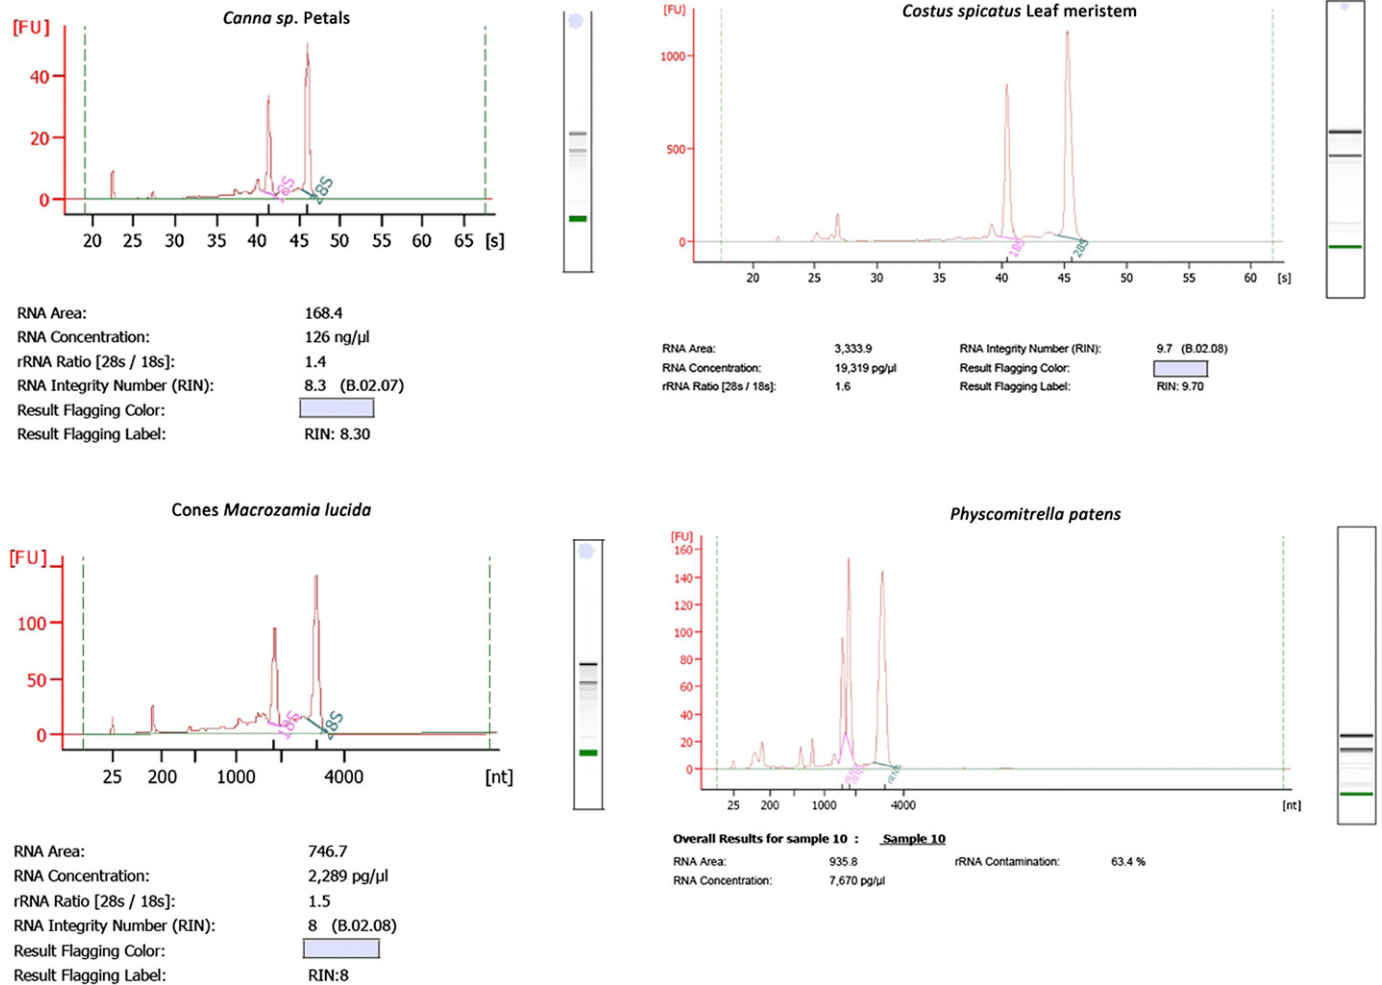 Canna sp. Petals
[FU]
40
20
0
18S
28S
20 25 30 35 40 45 50 55 60 65 [s]
RNA Area: 168.4
RNA Concentration: 126 ng/µl
rRNA Ratio [28s / 18s]: 1.4
RNA Integrity Number (RIN): 8.3 (B.02.07)
Result Flagging Color:
Result Flagging Label: RIN: 8.30
Costus spicatus Leaf meristem
[FU]
1000
500
0
18S
28S
20 25 30 35 40 45 50 55 60 [s]
RNA Area: 3,333.9 RNA Integrity Number (RIN): 9.7 (B.02.08)
RNA Concentration: 19,319 pg/µl Result Flagging Color:
rRNA Ratio [28s / 18s]: 1.6 Result Flagging Label: RIN: 9.70
Cones Macrozamia lucida
[FU]
100
50
0
18S
28S
25 200 1000 4000 [nt]
RNA Area: 746.7
RNA Concentration: 2,289 pg/µl
rRNA Ratio [28s / 18s]: 1.5
RNA Integrity Number (RIN): 8 (B.02.08)
Result Flagging Color:
Result Flagging Label: RIN:8
Physcomitrella patens
[FU]
160
140
120
100
80
60
40
20
0
rRNA
25 200 1000 4000 [nt]
Overall Results for sample 10 : Sample 10
RNA Area: 935.8 rRNA Contamination: 63.4 %
RNA Concentration: 7,670 pg/µl